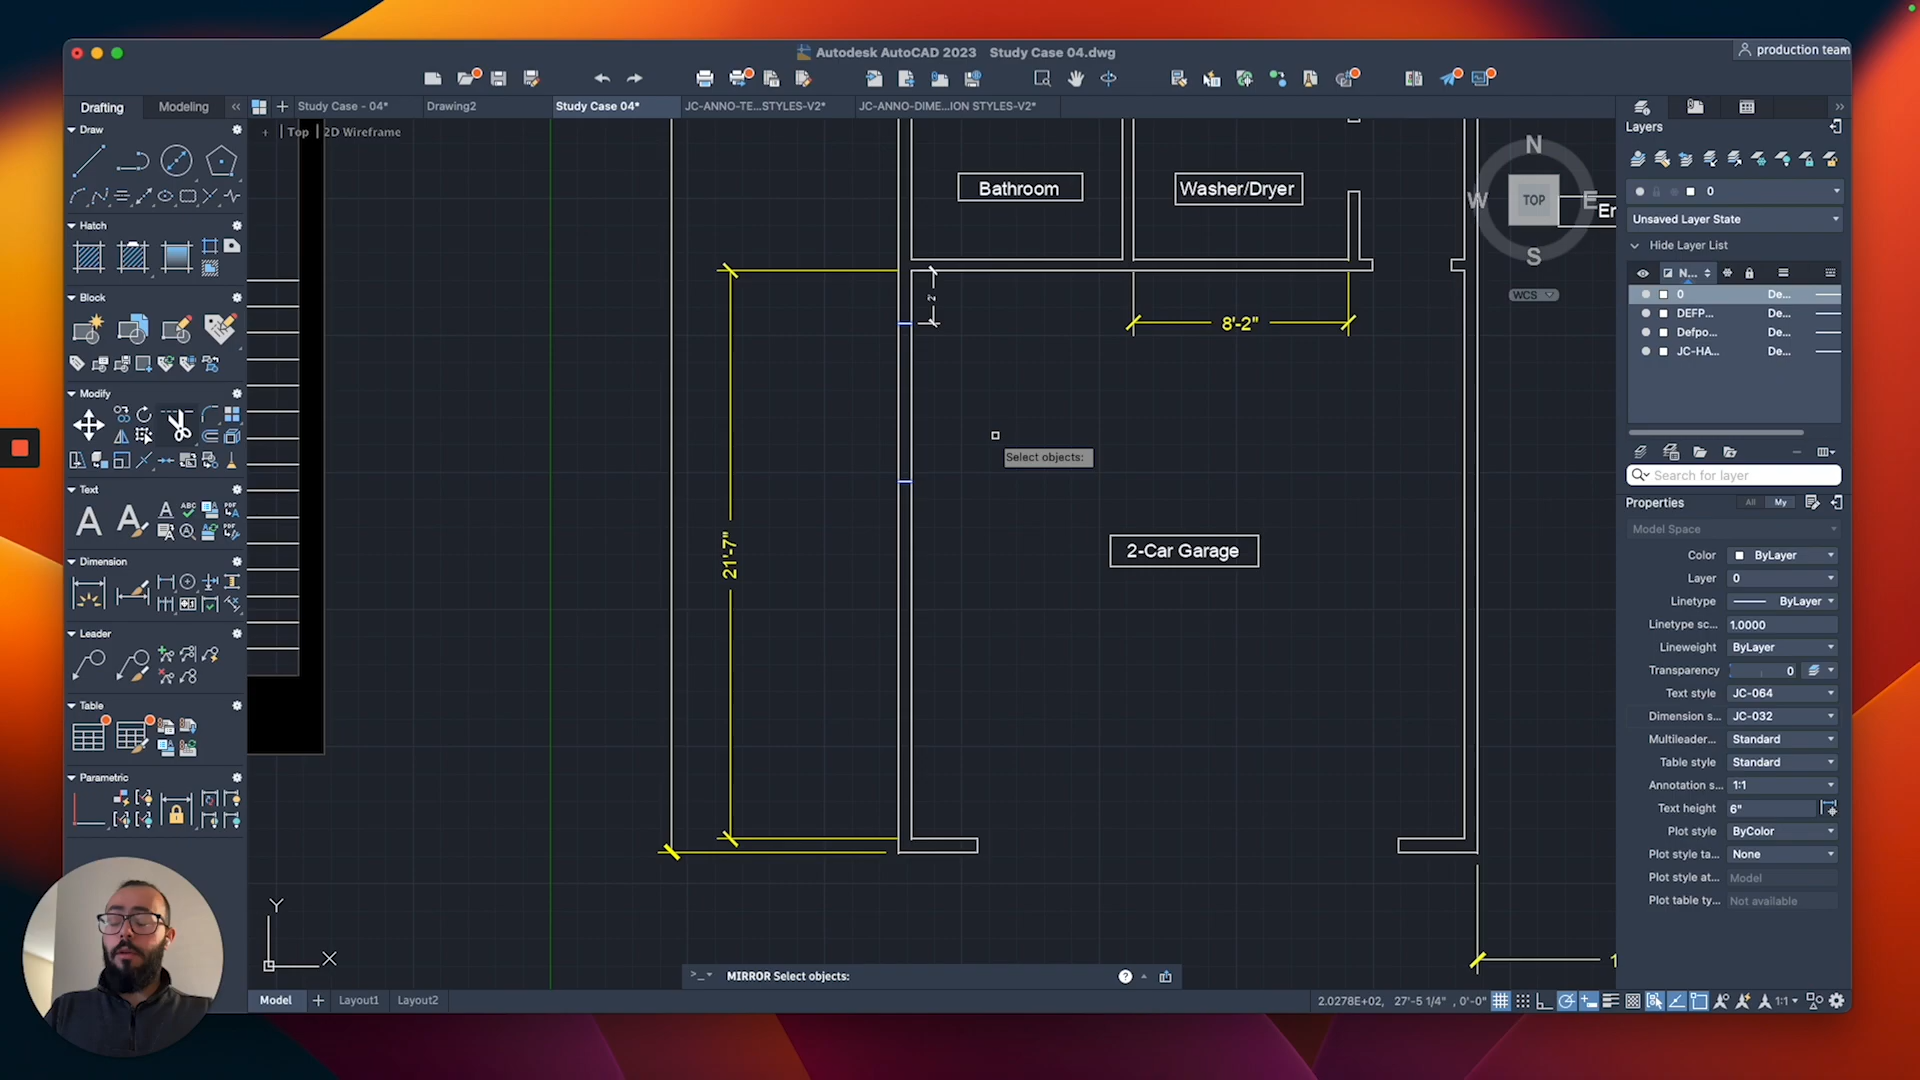 Autodesk AutoCAD 2023 Study Case 04.dwg
production team
Drafting
Modeling
Study Case - 04*
Drawing2
Study Case 04*
JC-ANNO-TE...STYLES-V2*
JC-ANNO-DIME...ION STYLES-V2*
+ | Top | 2D Wireframe
Draw
Hatch
Block
Modify
Text
Dimension
Leader
Table
Parametric
Bathroom
Washer/Dryer
8'-2"
2
21'-7"
Select objects:
2-Car Garage
N
W
TOP
E
S
WCS
Y
X
>_ MIRROR Select objects:
Model
Layout1
Layout2
2.0278E+02, 27'-5 1/4" , 0'-0"
1:1
Layers
0
Unsaved Layer State
Hide Layer List
N...
0 De...
DEFP... De...
Defpo... De...
JC-HA... De...
Search for layer
Properties
All
My
Model Space
Color ByLayer
Layer 0
Linetype ByLayer
Linetype sc... 1.0000
Lineweight ByLayer
Transparency 0
Text style JC-064
Dimension s... JC-032
Multileader... Standard
Table style Standard
Annotation s... 1:1
Text height 6"
Plot style ByColor
Plot style ta... None
Plot style at... Model
Plot table ty... Not available